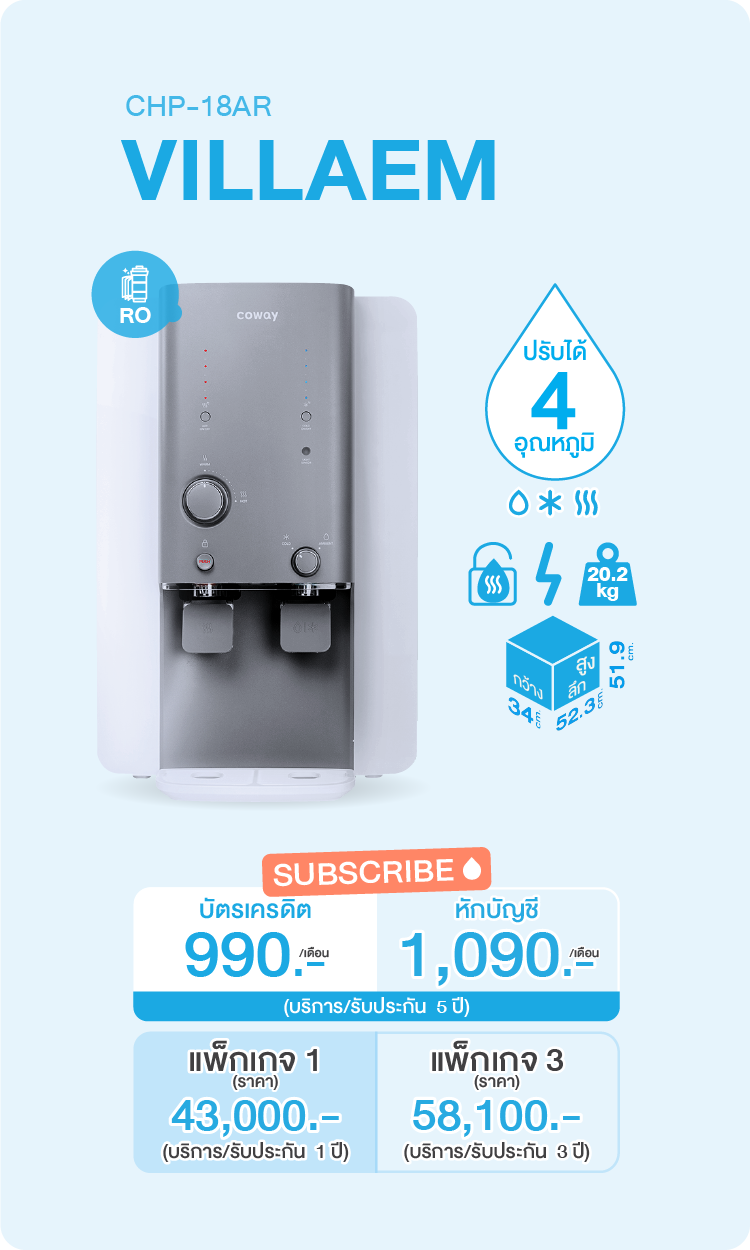 CHP-18AR
VILLAEM
RO
coway
ปรับได้
4
อุณหภูมิ
20.2
kg
กว้าง
สูง
ลึก
34 cm.
52.3 cm.
51.9 cm.
SUBSCRIBE
บัตรเครดิต
990.- /เดือน
หักบัญชี
1,090.- /เดือน
(บริการ/รับประกัน 5 ปี)
แพ็กเกจ 1
(ราคา)
43,000.-
(บริการ/รับประกัน 1 ปี)
แพ็กเกจ 3
(ราคา)
58,100.-
(บริการ/รับประกัน 3 ปี)